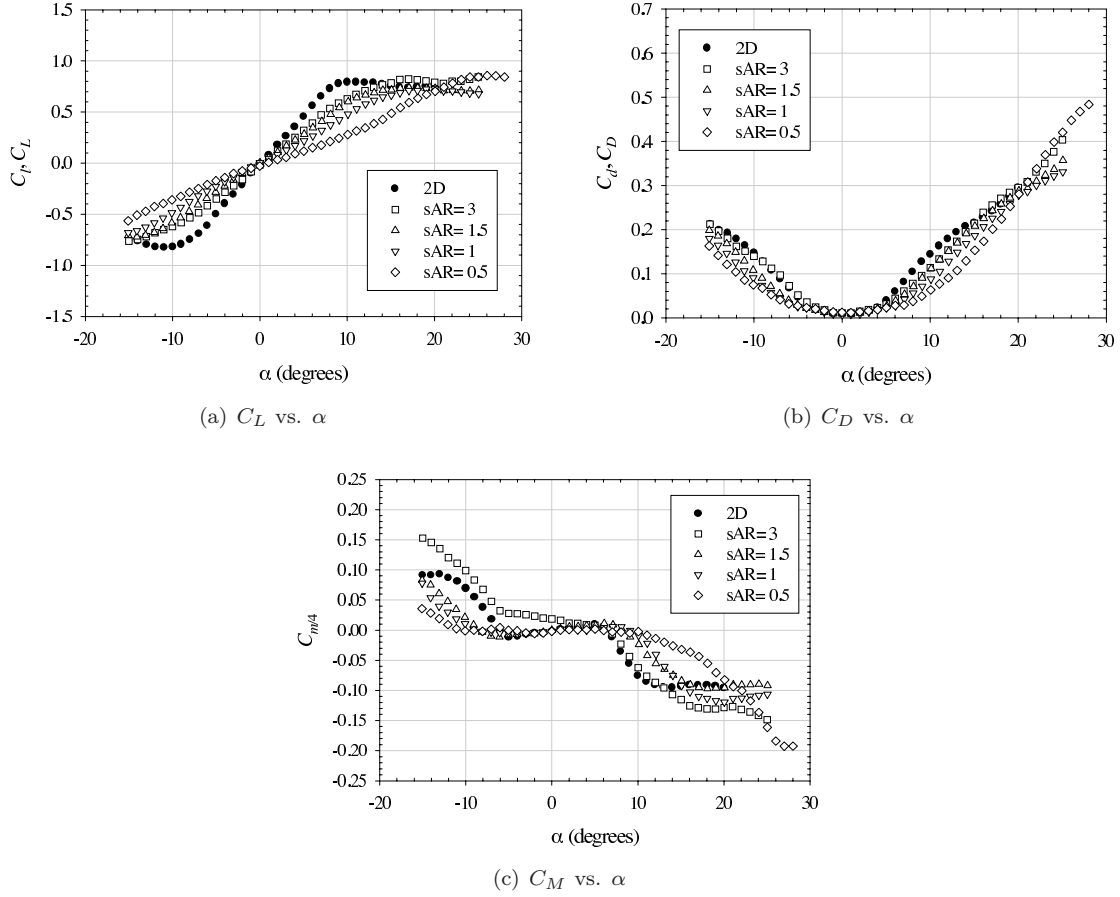 1.5
1.0
0.5
0.0
-0.5
-1.0
-1.5
C_l, C_L
2D
sAR= 3
sAR= 1.5
sAR= 1
sAR= 0.5
-20 -10 0 10 20 30
α (degrees)
(a) C_L vs. α
0.7
0.6
0.5
0.4
0.3
0.2
0.1
0.0
C_d, C_D
2D
sAR= 3
sAR= 1.5
sAR= 1
sAR= 0.5
-20 -10 0 10 20 30
α (degrees)
(b) C_D vs. α
0.25
0.20
0.15
0.10
0.05
0.00
-0.05
-0.10
-0.15
-0.20
-0.25
C_m/4
2D
sAR= 3
sAR= 1.5
sAR= 1
sAR= 0.5
-20 -10 0 10 20 30
α (degrees)
(c) C_M vs. α